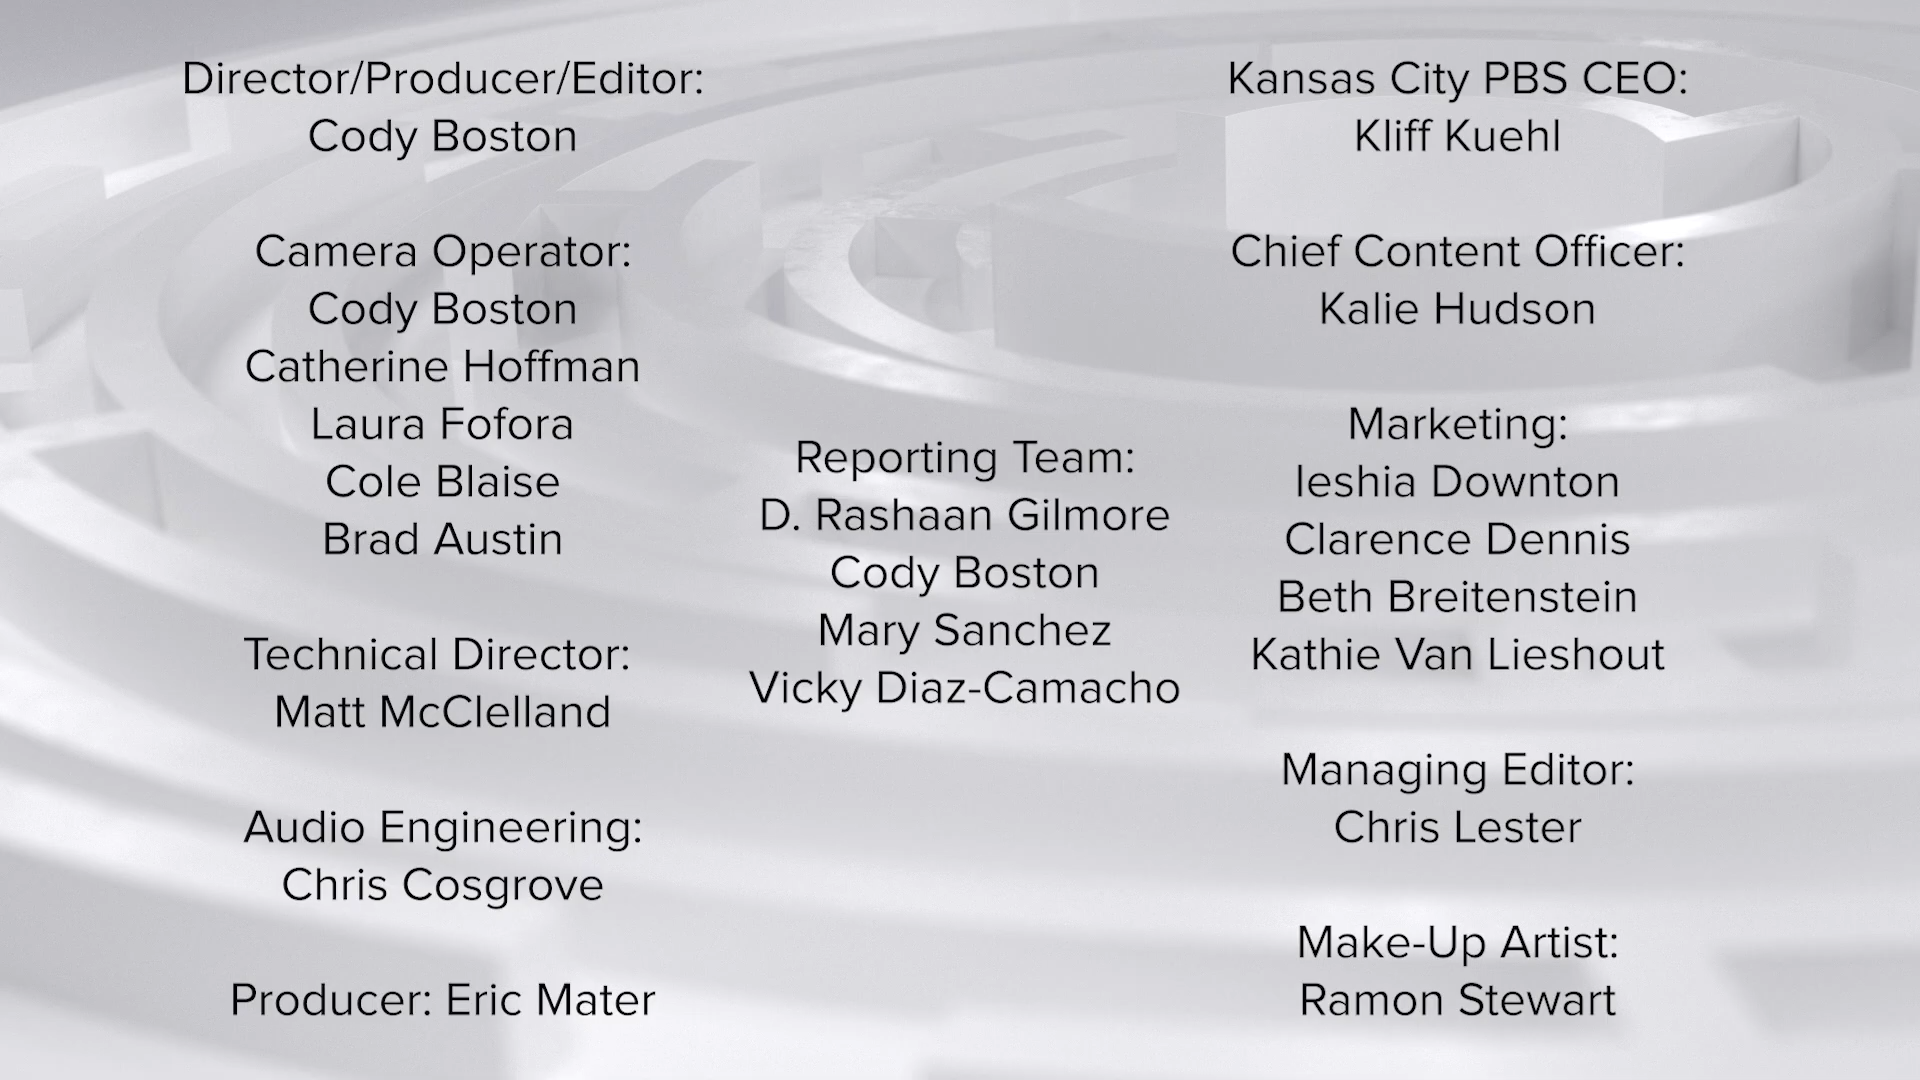 Director/Producer/Editor:
Cody Boston
Camera Operator:
Cody Boston
Catherine Hoffman
Laura Fofora
Cole Blaise
Brad Austin
Technical Director:
Matt McClelland
Audio Engineering:
Chris Cosgrove
Producer: Eric Mater
Reporting Team:
D. Rashaan Gilmore
Cody Boston
Mary Sanchez
Vicky Diaz-Camacho
Kansas City PBS CEO:
Kliff Kuehl
Chief Content Officer:
Kalie Hudson
Marketing:
Ieshia Downton
Clarence Dennis
Beth Breitenstein
Kathie Van Lieshout
Managing Editor:
Chris Lester
Make-Up Artist:
Ramon Stewart